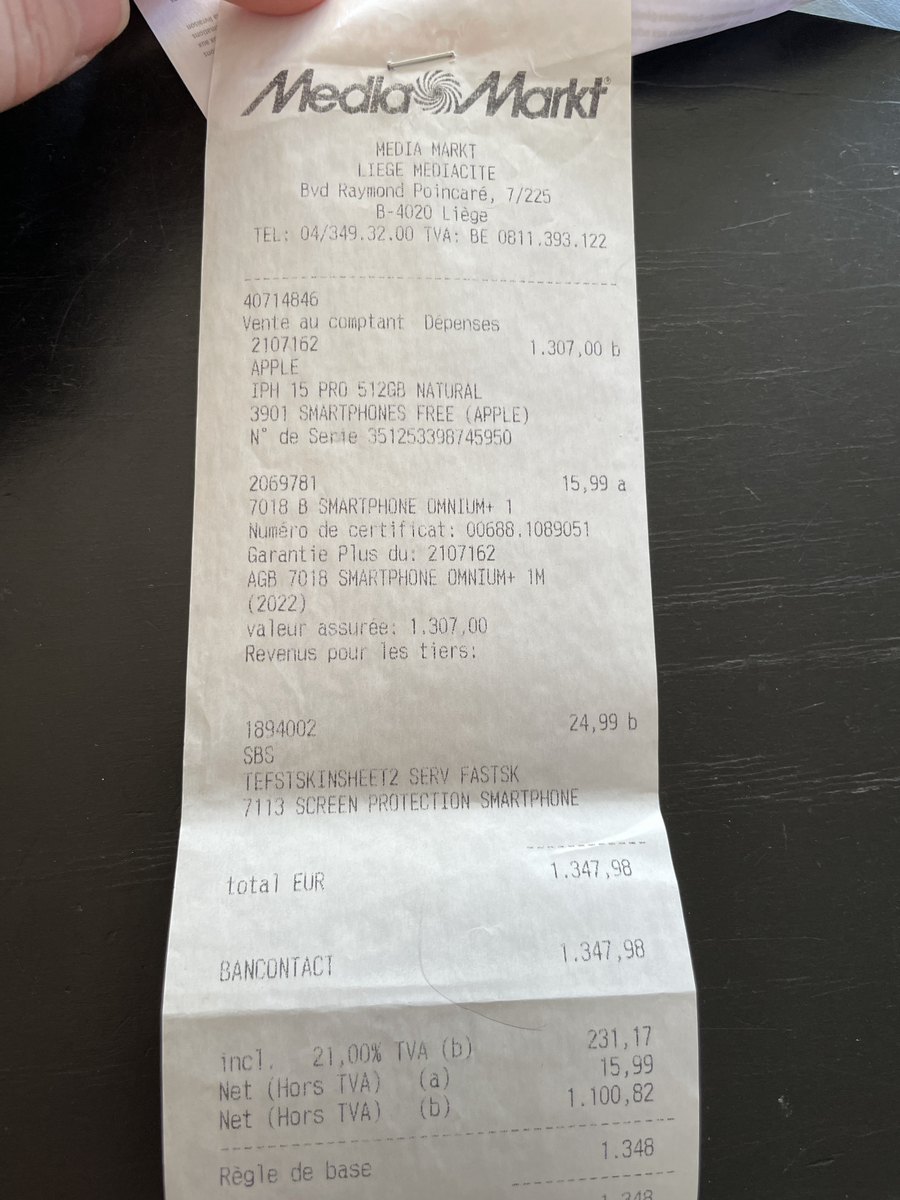 Media Markt
MEDIA MARKT
LIEGE MEDIACITE
Bvd Raymond Poincaré, 7/225
B-4020 Liège
TEL: 04/349.32.00 TVA: BE 0811.393.122
40714846
Vente au comptant Dépenses
2107162 1.307,00 b
APPLE
IPH 15 PRO 512GB NATURAL
3901 SMARTPHONES FREE (APPLE)
N° de Serie 351253398745950
2069781 15,99 a
7018 B SMARTPHONE OMNIUM+ 1
Numéro de certificat: 00688.1089051
Garantie Plus du: 2107162
AGB 7018 SMARTPHONE OMNIUM+ 1M
(2022)
valeur assurée: 1.307,00
Revenus pour les tiers:
1894002 24,99 b
SBS
TEFSTSKINSHEET2 SERV FASTSK
7113 SCREEN PROTECTION SMARTPHONE
total EUR 1.347,98
BANCONTACT 1.347,98
incl. 21,00% TVA (b) 231,17
Net (Hors TVA) (a) 15,99
Net (Hors TVA) (b) 1.100,82
Règle de base 1.348
1.348